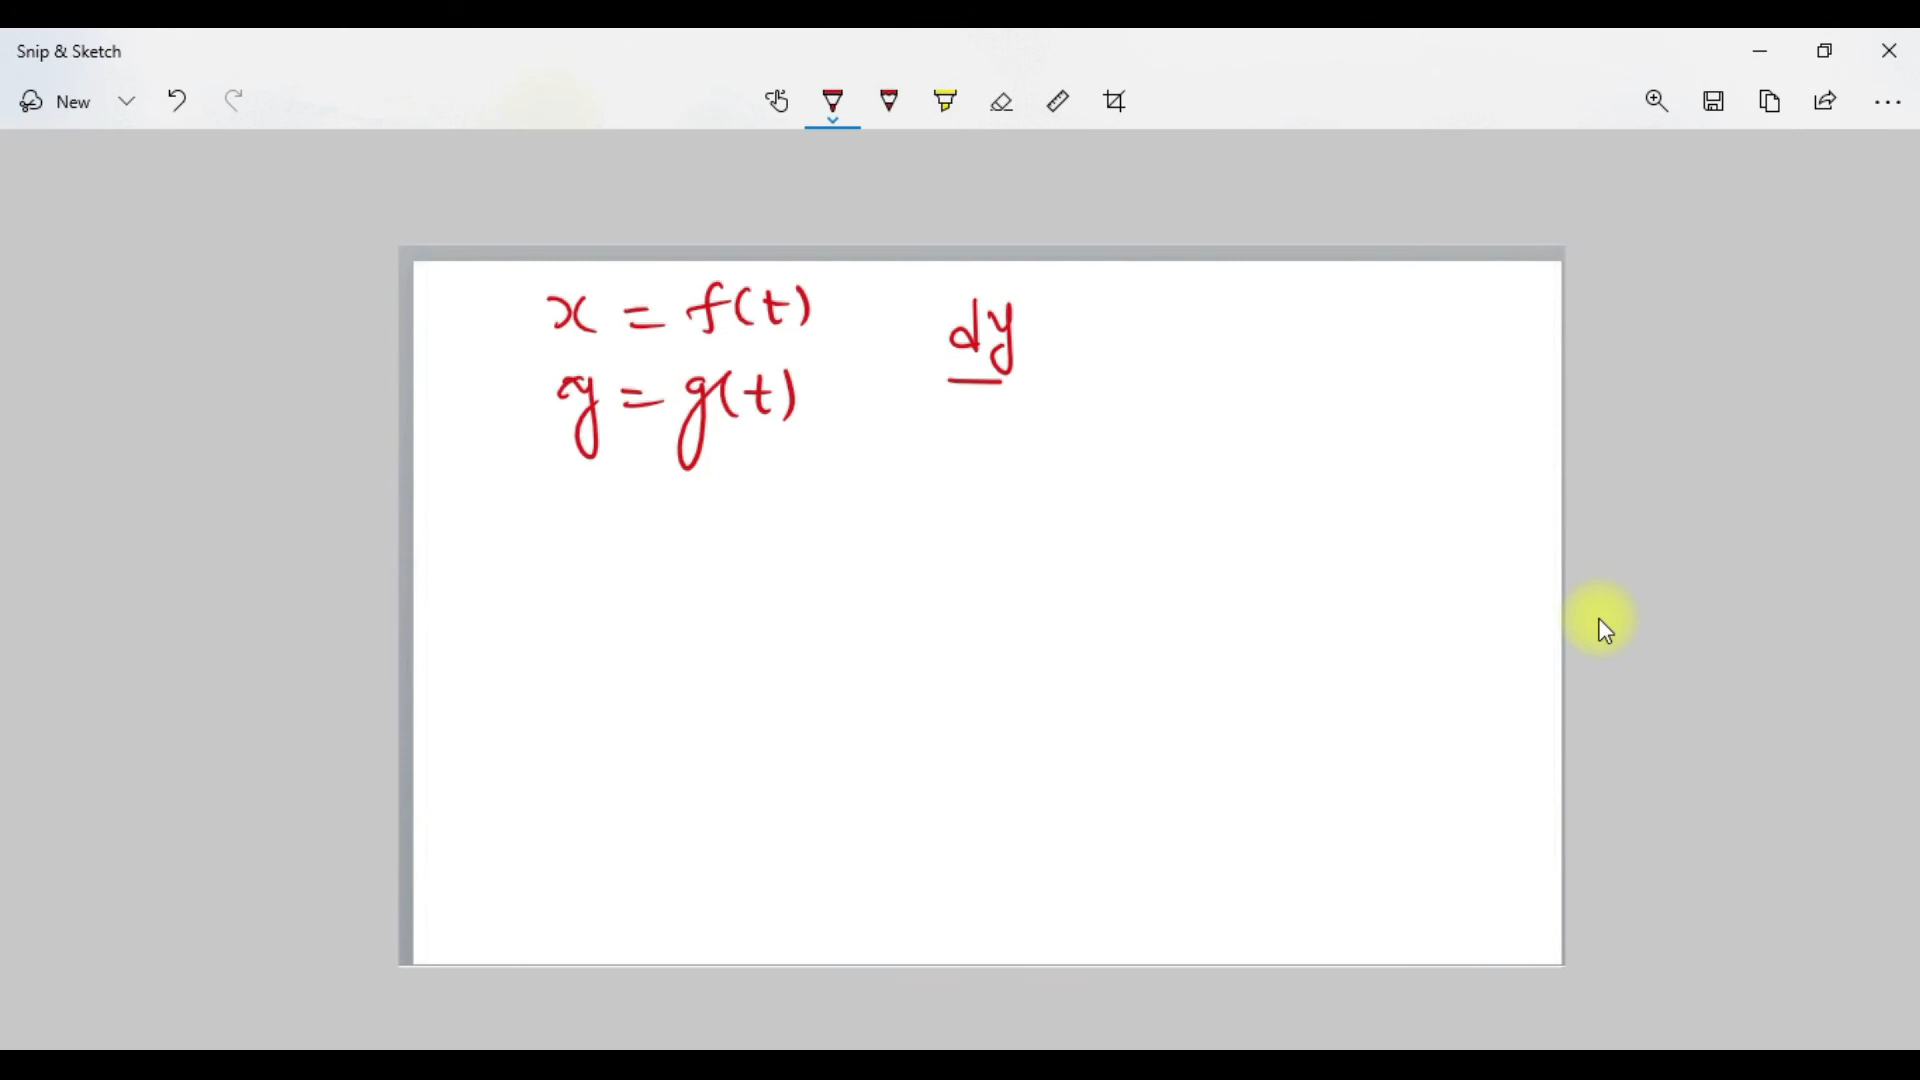 Snip & Sketch
New
x = f(t)
dy
y = g(t)